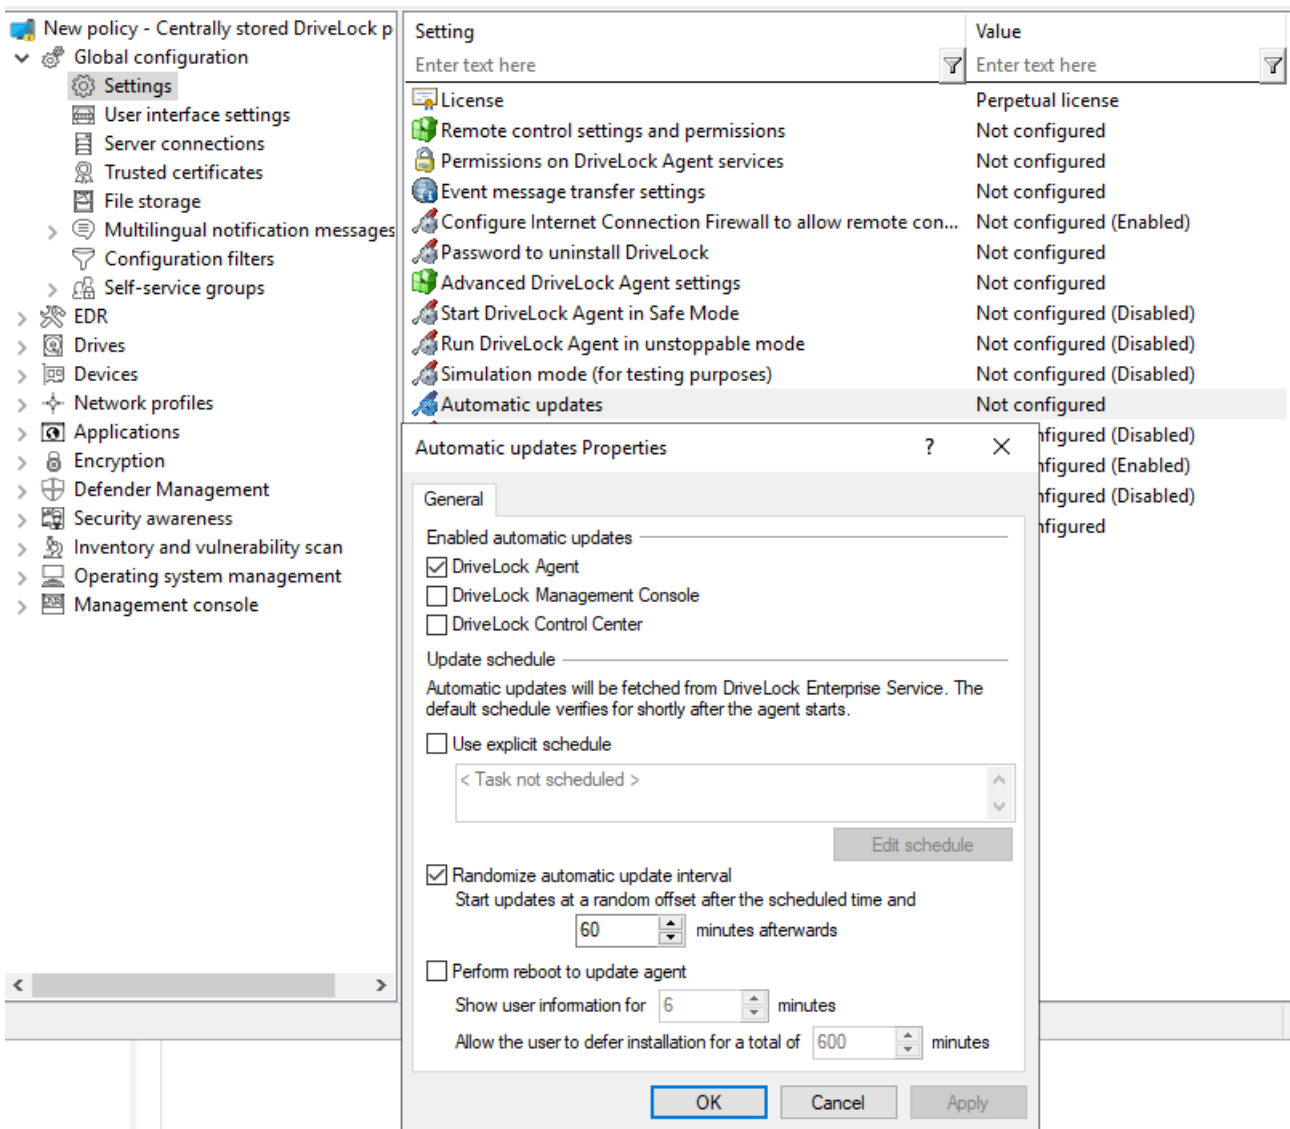 New policy - Centrally stored DriveLock p
Global configuration
Settings
User interface settings
Server connections
Trusted certificates
File storage
Multilingual notification messages
Configuration filters
Self-service groups
EDR
Drives
Devices
Network profiles
Applications
Encryption
Defender Management
Security awareness
Inventory and vulnerability scan
Operating system management
Management console
Setting Value
Enter text here Enter text here
License Perpetual license
Remote control settings and permissions Not configured
Permissions on DriveLock Agent services Not configured
Event message transfer settings Not configured
Configure Internet Connection Firewall to allow remote con... Not configured (Enabled)
Password to uninstall DriveLock Not configured
Advanced DriveLock Agent settings Not configured
Start DriveLock Agent in Safe Mode Not configured (Disabled)
Run DriveLock Agent in unstoppable mode Not configured (Disabled)
Simulation mode (for testing purposes) Not configured (Disabled)
Automatic updates Not configured
nfigured (Disabled)
nfigured (Enabled)
nfigured (Disabled)
nfigured
Automatic updates Properties ?
General
Enabled automatic updates
DriveLock Agent
DriveLock Management Console
DriveLock Control Center
Update schedule
Automatic updates will be fetched from DriveLock Enterprise Service. The
default schedule verifies for shortly after the agent starts.
Use explicit schedule
< Task not scheduled >
Edit schedule
Randomize automatic update interval
Start updates at a random offset after the scheduled time and
60 minutes afterwards
Perform reboot to update agent
Show user information for 6 minutes
Allow the user to defer installation for a total of 600 minutes
OK Cancel Apply